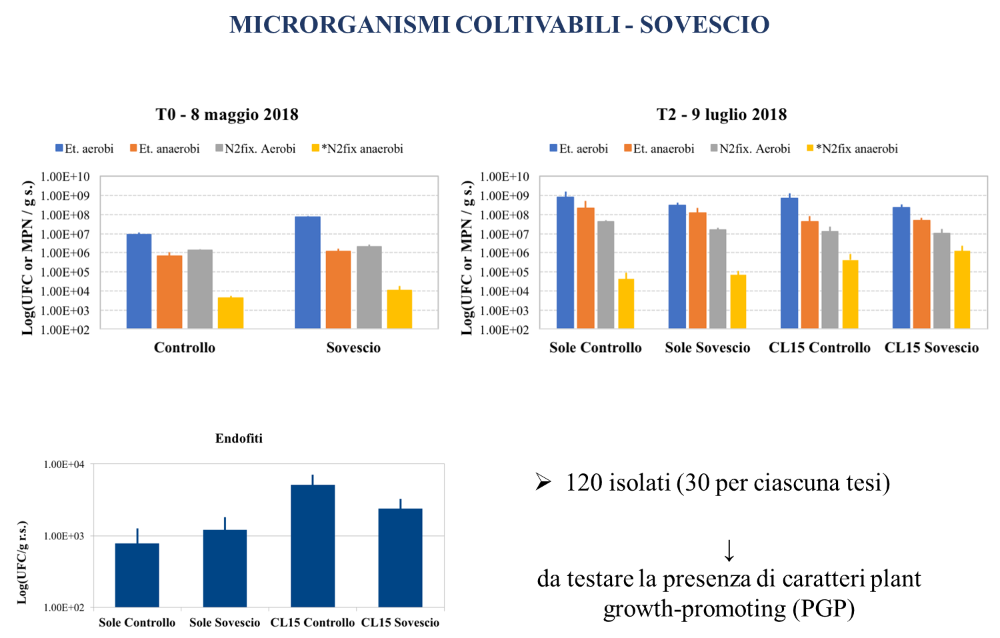 MICRORGANISMI COLTIVABILI - SOVESCIO
T0 - 8 maggio 2018
Et. aerobi Et. anaerobi N2fix. Aerobi *N2fix anaerobi
Log(UFC or MPN / g s.)
1.00E+10
1.00E+09
1.00E+08
1.00E+07
1.00E+06
1.00E+05
1.00E+04
1.00E+03
1.00E+02
Controllo Sovescio
T2 - 9 luglio 2018
Et. aerobi Et. anaerobi N2fix. Aerobi *N2fix anaerobi
Log(UFC or MPN / g s.)
1.00E+10
1.00E+09
1.00E+08
1.00E+07
1.00E+06
1.00E+05
1.00E+04
1.00E+03
1.00E+02
Sole Controllo Sole Sovescio CL15 Controllo CL15 Sovescio
Endofiti
Log(UFC/g r.s.)
1.00E+04
1.00E+03
1.00E+02
Sole Controllo Sole Sovescio CL15 Controllo CL15 Sovescio
➢ 120 isolati (30 per ciascuna tesi)
↓
da testare la presenza di caratteri plant
growth-promoting (PGP)